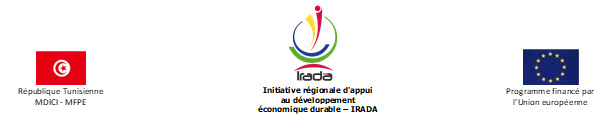 Irada
République Tunisienne
MDICI - MFPE
Initiative régionale d'appui
au développement
économique durable – IRADA
Programme financé par
l'Union européenne